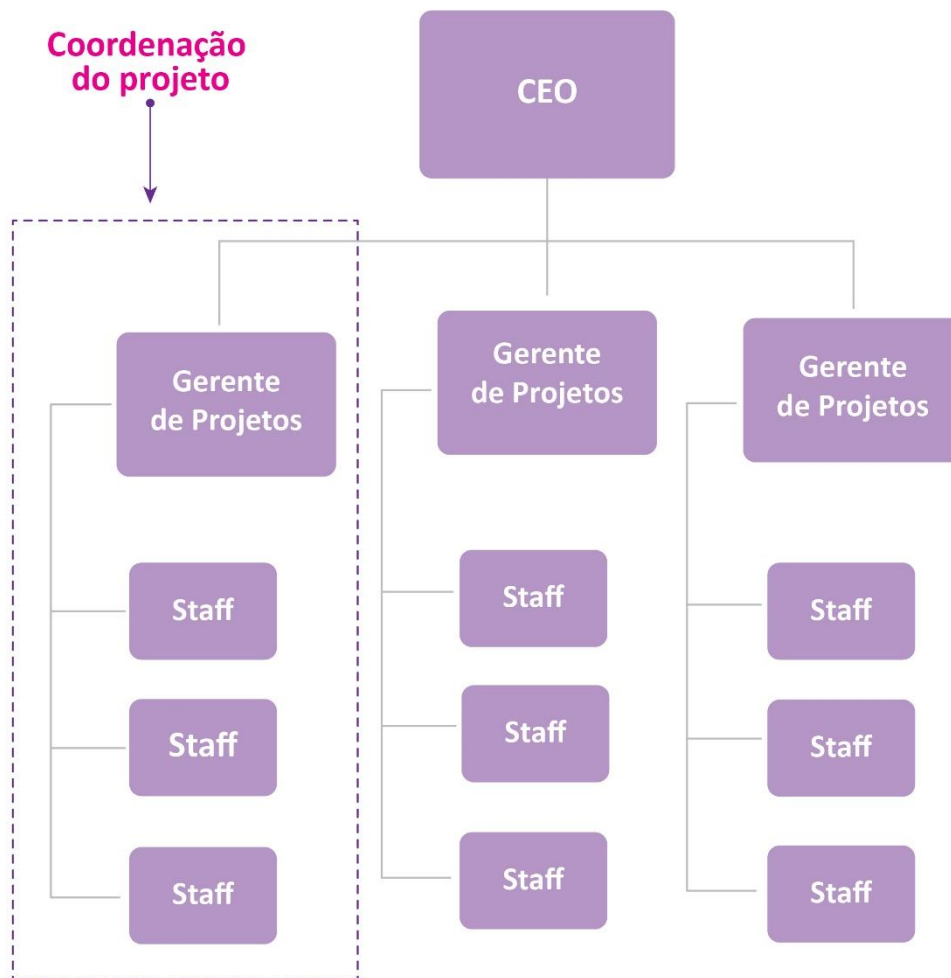 Coordenação
do projeto
CEO
Gerente
de Projetos
Gerente
de Projetos
Gerente
de Projetos
Staff
Staff
Staff
Staff
Staff
Staff
Staff
Staff
Staff